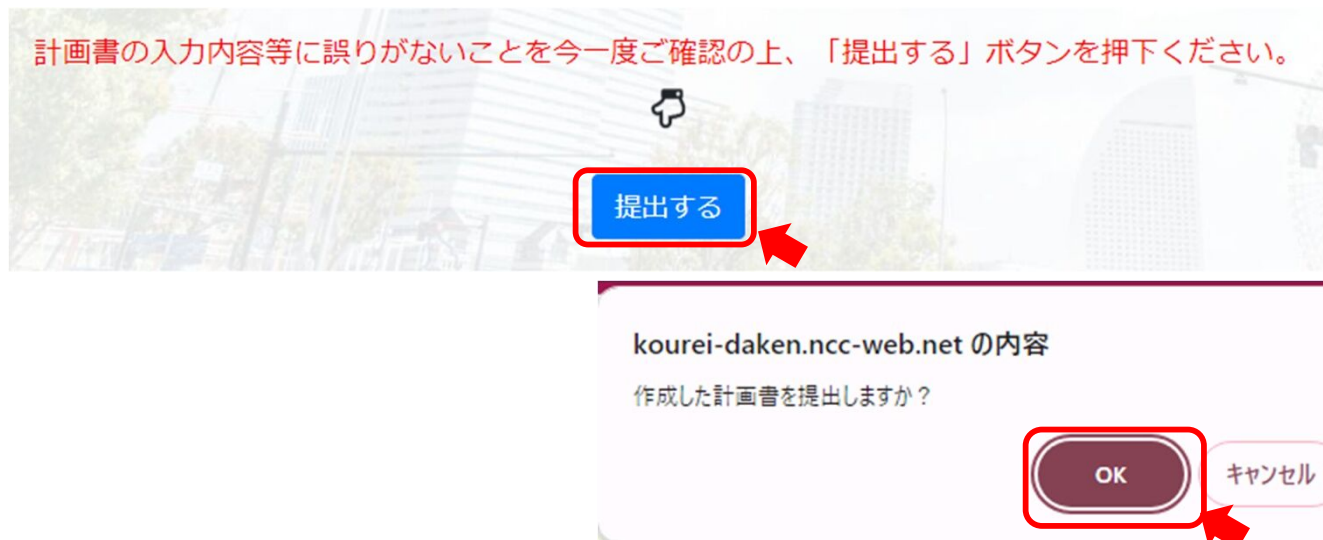 計画書の入力内容等に誤りがないことを今一度ご確認の上、「提出する」ボタンを押下ください。
提出する
kourei-daken.ncc-web.net の内容
作成した計画書を提出しますか？
OK
キャンセル